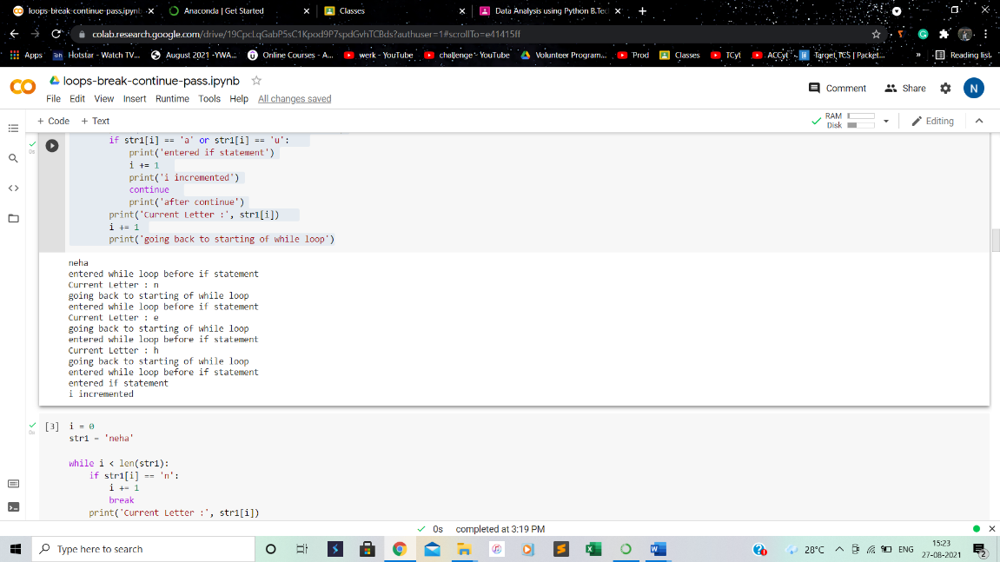 loops-break-continue-pass.ipynb
Anaconda | Get Started
Classes
Data Analysis using Python B.Tec
colab.research.google.com/drive/19CpcLqGabP5sC1Kpod9P7spdGvhTCBds?authuser=1#scrollTo=e41415ff
Apps
Hotstar - Watch TV...
August 2021 -YWA...
Online Courses - A...
werk - YouTube
challenge - YouTube
Volunteer Program...
Prod
Classes
TCyt
ACCyt
Target TCS | Packet...
»
Reading list
loops-break-continue-pass.ipynb
Comment
Share
N
File Edit View Insert Runtime Tools Help All changes saved
+ Code + Text
RAM
Disk
Editing
if str1[i] == 'a' or str1[i] == 'u':
print('entered if statement')
i += 1
print('i incremented')
continue
print('after continue')
print('Current Letter :', str1[i])
i += 1
print('going back to starting of while loop')
neha
entered while loop before if statement
Current Letter : n
going back to starting of while loop
entered while loop before if statement
Current Letter : e
going back to starting of while loop
entered while loop before if statement
Current Letter : h
going back to starting of while loop
entered while loop before if statement
entered if statement
i incremented
[3] i = 0
str1 = 'neha'
while i < len(str1):
if str1[i] == 'n':
i += 1
break
print('Current Letter :', str1[i])
0s completed at 3:19 PM
Type here to search
28°C
ENG
15:23
27-08-2021
2